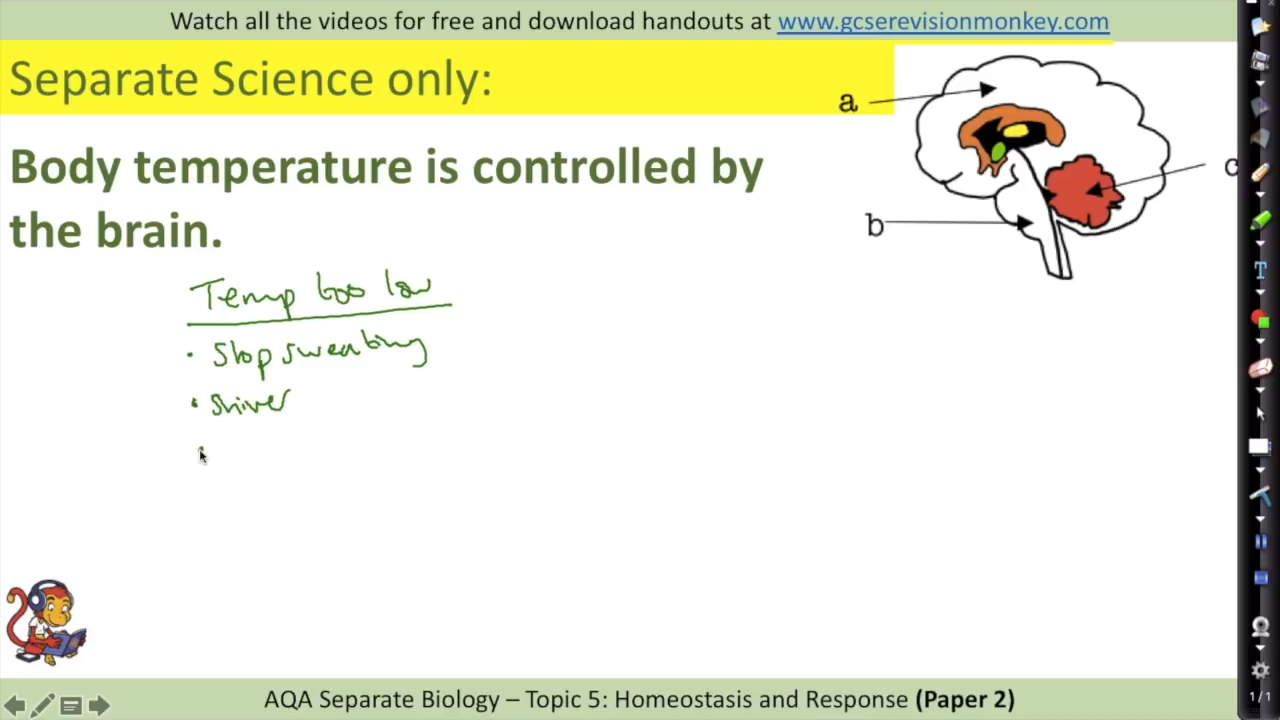 Watch all the videos for free and download handouts at www.gcserevisionmonkey.com
Separate Science only:
a
c
Body temperature is controlled by
the brain.
b
Temp too low
• Stop sweating
• Shiver
AQA Separate Biology – Topic 5: Homeostasis and Response (Paper 2)
T
1/1